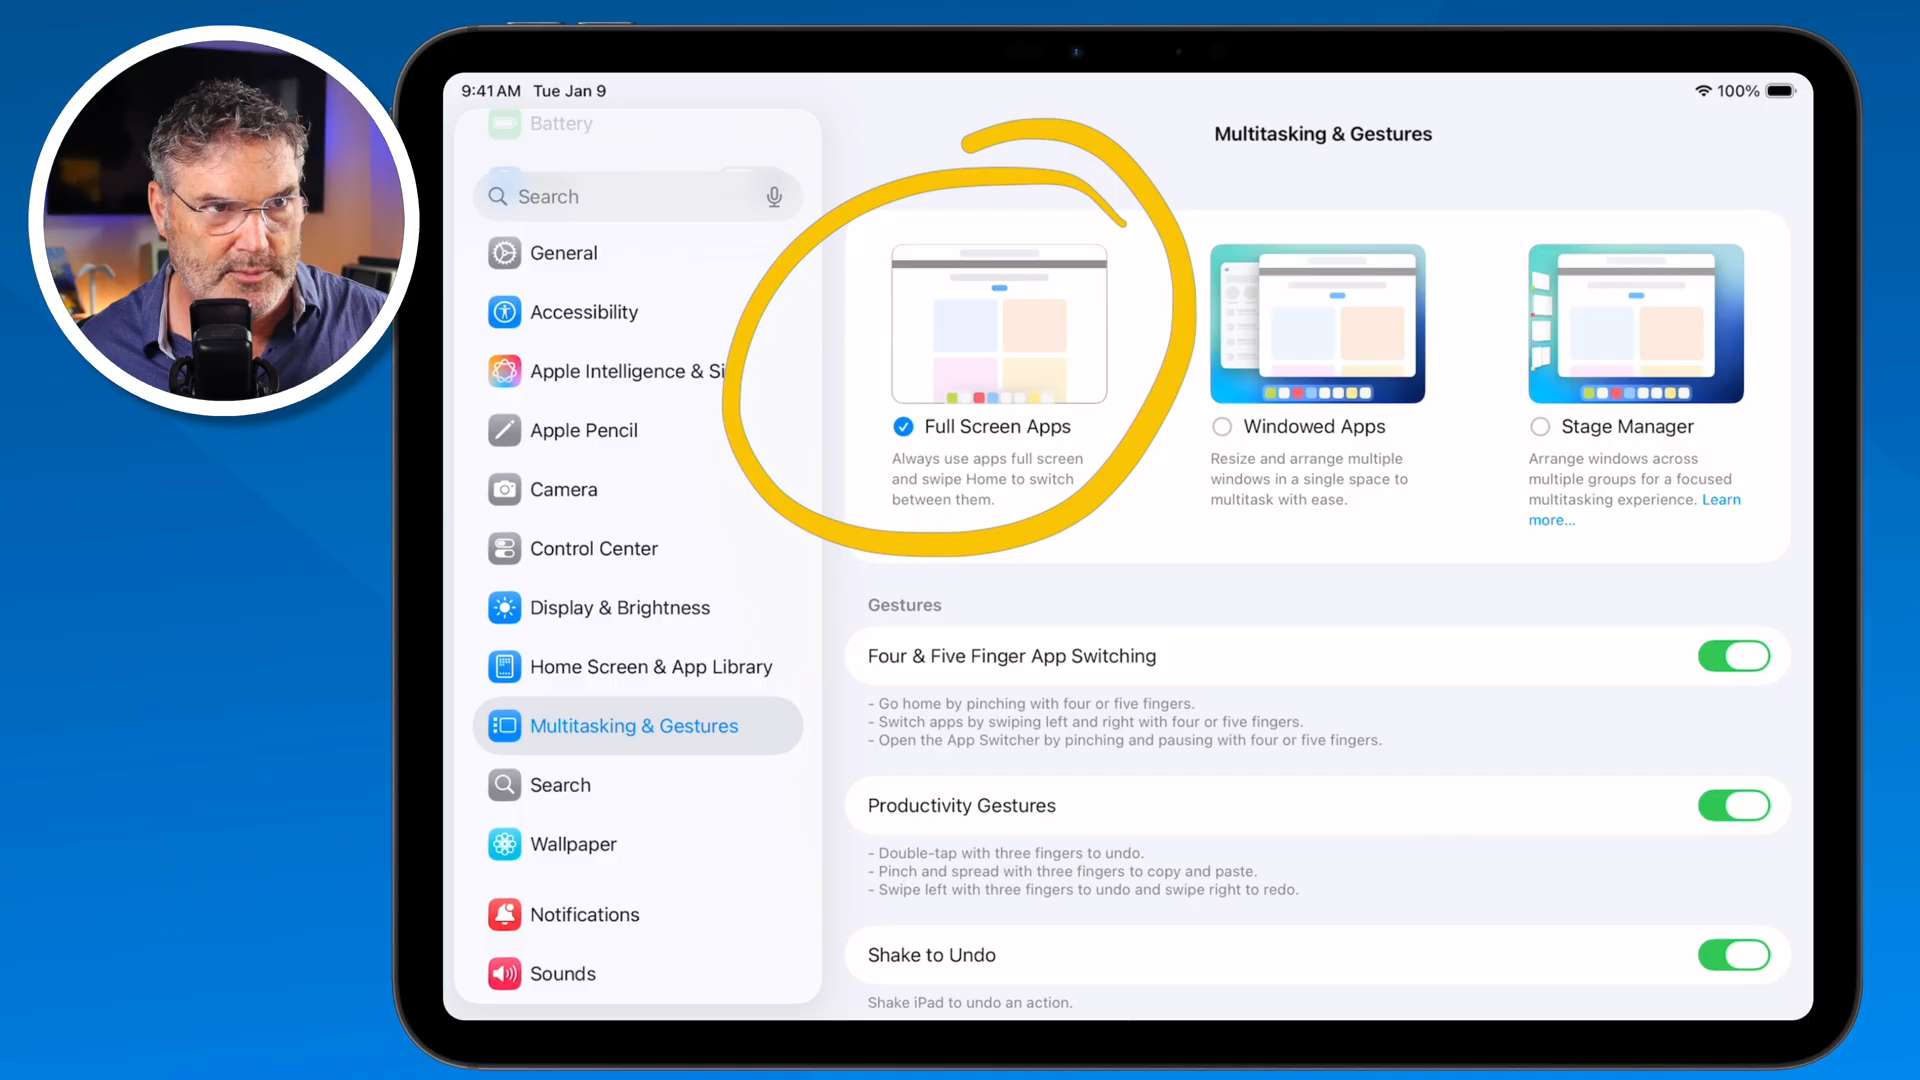 9:41 AM Tue Jan 9
100%
Battery
Search
General
Accessibility
Apple Intelligence & Si
Apple Pencil
Camera
Control Center
Display & Brightness
Home Screen & App Library
Multitasking & Gestures
Search
Wallpaper
Notifications
Sounds
Multitasking & Gestures
Full Screen Apps
Always use apps full screen
and swipe Home to switch
between them.
Windowed Apps
Resize and arrange multiple
windows in a single space to
multitask with ease.
Stage Manager
Arrange windows across
multiple groups for a focused
multitasking experience. Learn
more...
Gestures
Four & Five Finger App Switching
- Go home by pinching with four or five fingers.
- Switch apps by swiping left and right with four or five fingers.
- Open the App Switcher by pinching and pausing with four or five fingers.
Productivity Gestures
- Double-tap with three fingers to undo.
- Pinch and spread with three fingers to copy and paste.
- Swipe left with three fingers to undo and swipe right to redo.
Shake to Undo
Shake iPad to undo an action.